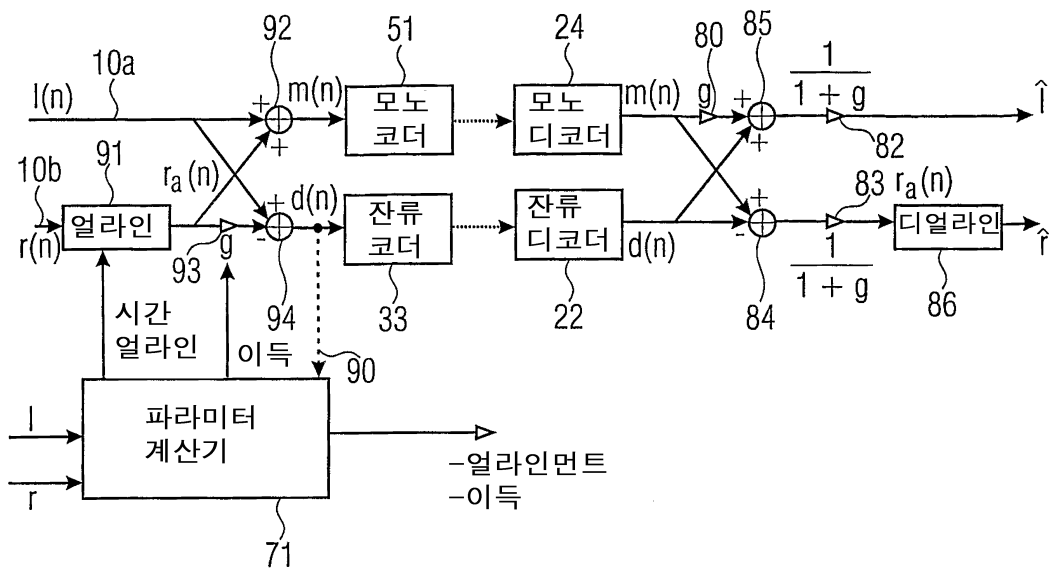 92 51 24 80 85
10a
l(n) + m(n) 모노 코더 모노 디코더 m(n) g + 1 / 1 + g l̂
+ + 82
10b 91 r_a(n) d(n) + 잔류 코더 잔류 디코더 + 83 r_a(n)
r(n) 얼라인 g - d(n) - 1 / 1 + g 디얼라인 r̂
93 94 33 22 84 86
시간 얼라인 이득 90
l 파라미터
계산기
r
-얼라인먼트
-이득
71